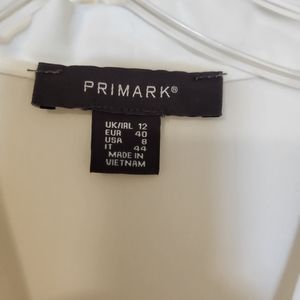 PRIMARK®
UK/IRL 12
EUR 40
USA 8
IT 44
MADE IN
VIETNAM